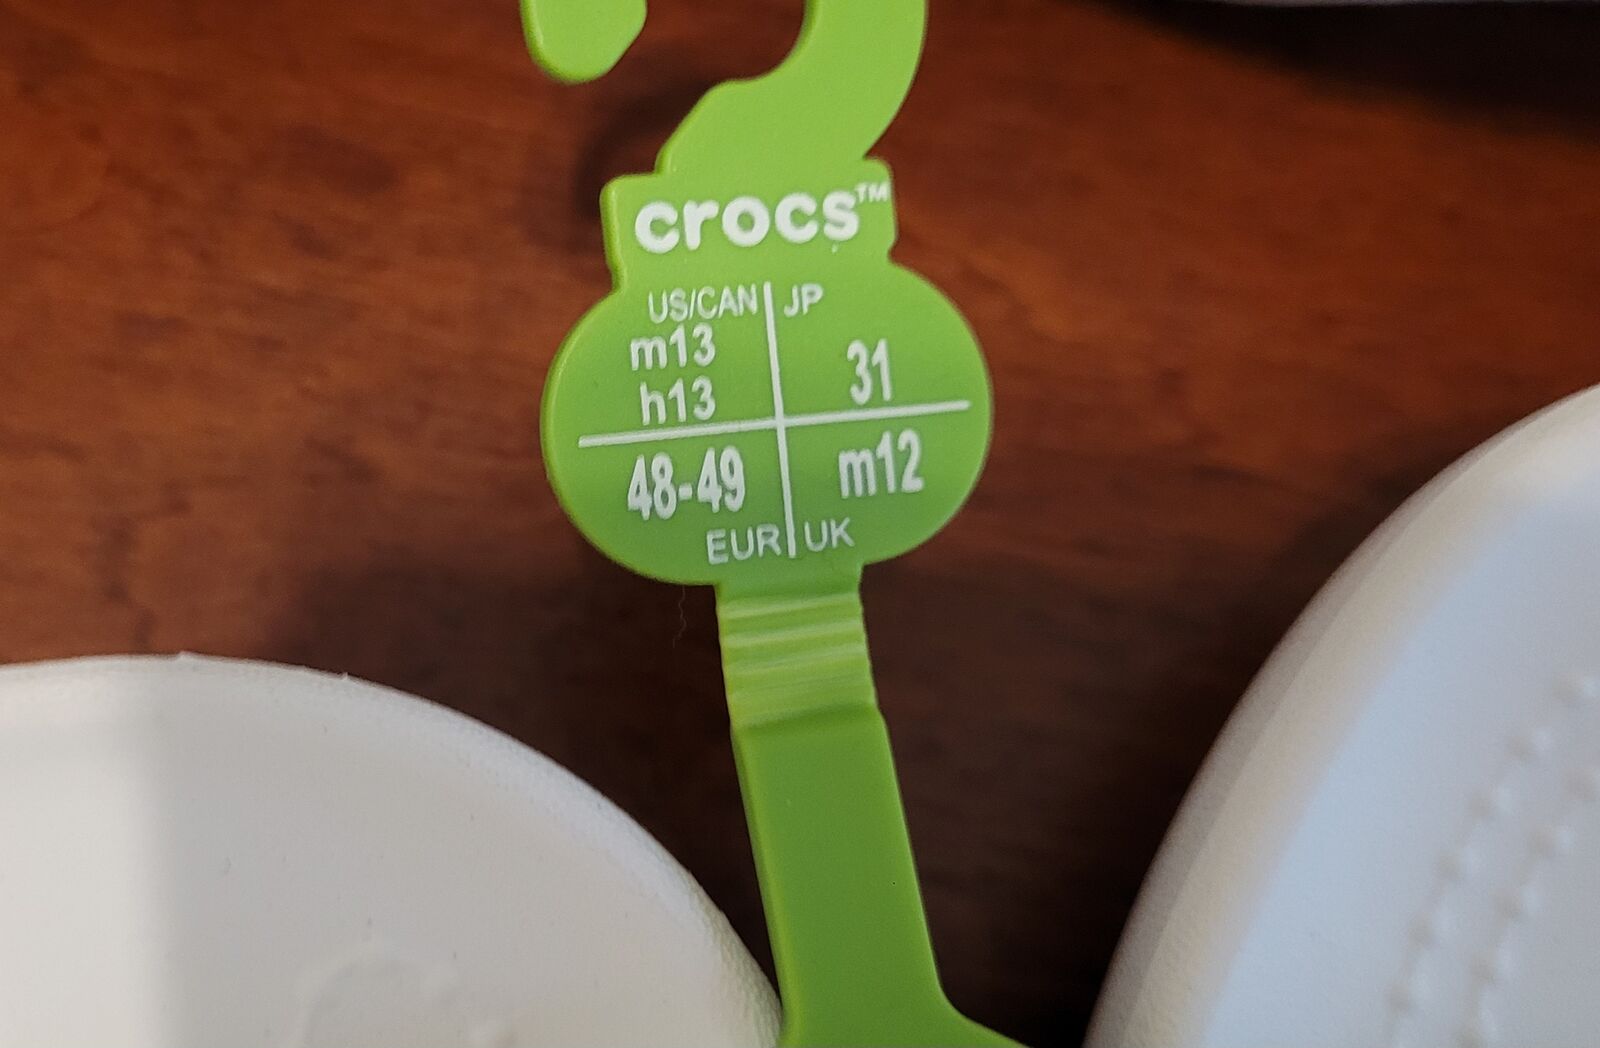 crocs™
US/CAN JP
m13
h13 31
48-49 m12
EUR UK